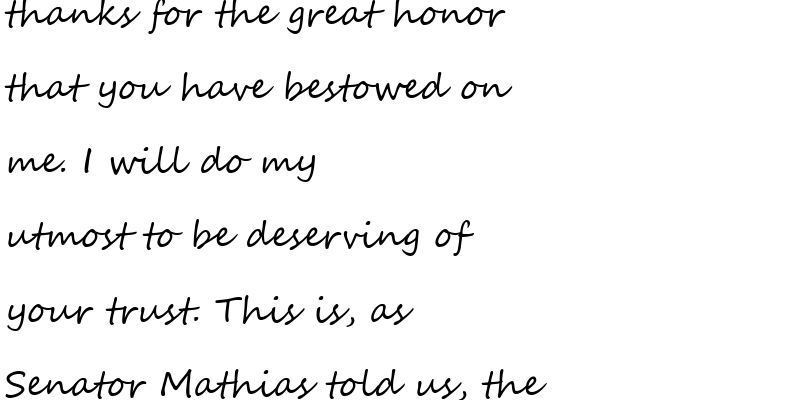 thanks for the great honor
that you have bestowed on
me. I will do my
utmost to be deserving of
your trust. This is, as
Senator Mathias told us, the